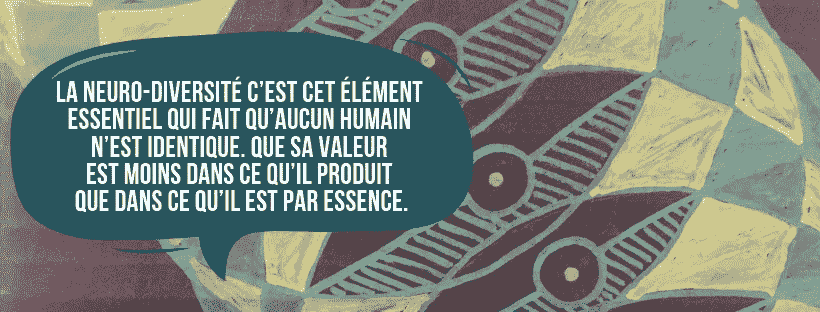 LA NEURO-DIVERSITÉ C'EST CET ÉLÉMENT
ESSENTIEL QUI FAIT QU'AUCUN HUMAIN
N'EST IDENTIQUE. QUE SA VALEUR
EST MOINS DANS CE QU'IL PRODUIT
QUE DANS CE QU'IL EST PAR ESSENCE.